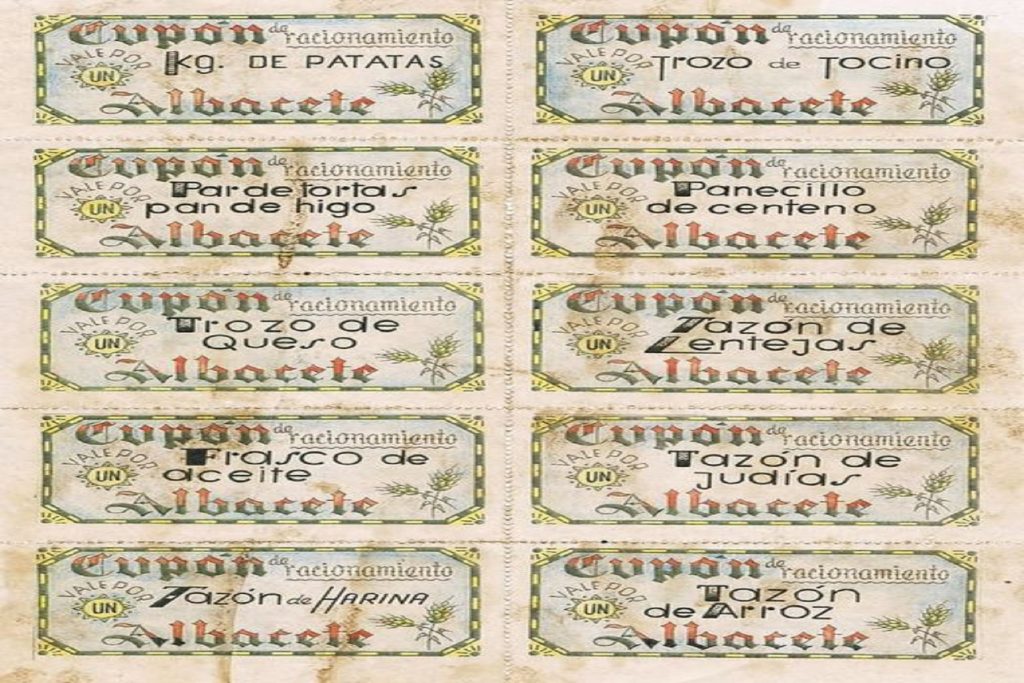 Cupón de racionamiento
VALE POR
UN
kg. DE PATATAS
Albacete
Cupón de racionamiento
VALE POR
UN
Trozo de Tocino
Albacete
Cupón de racionamiento
VALE POR
UN
Par de tortas
pan de higo
Albacete
Cupón de racionamiento
VALE POR
UN
Panecillo
de centeno
Albacete
Cupón de racionamiento
VALE POR
UN
Trozo de
Queso
Albacete
Cupón de racionamiento
VALE POR
UN
Tazón de
Lentejas
Albacete
Cupón de racionamiento
VALE POR
UN
Frasco de
aceite
Albacete
Cupón de racionamiento
VALE POR
UN
Tazón de
judías
Albacete
Cupón de racionamiento
VALE POR
UN
Tazón de HARINA
Albacete
Cupón de racionamiento
VALE POR
UN
Tazón
de Arroz
Albacete